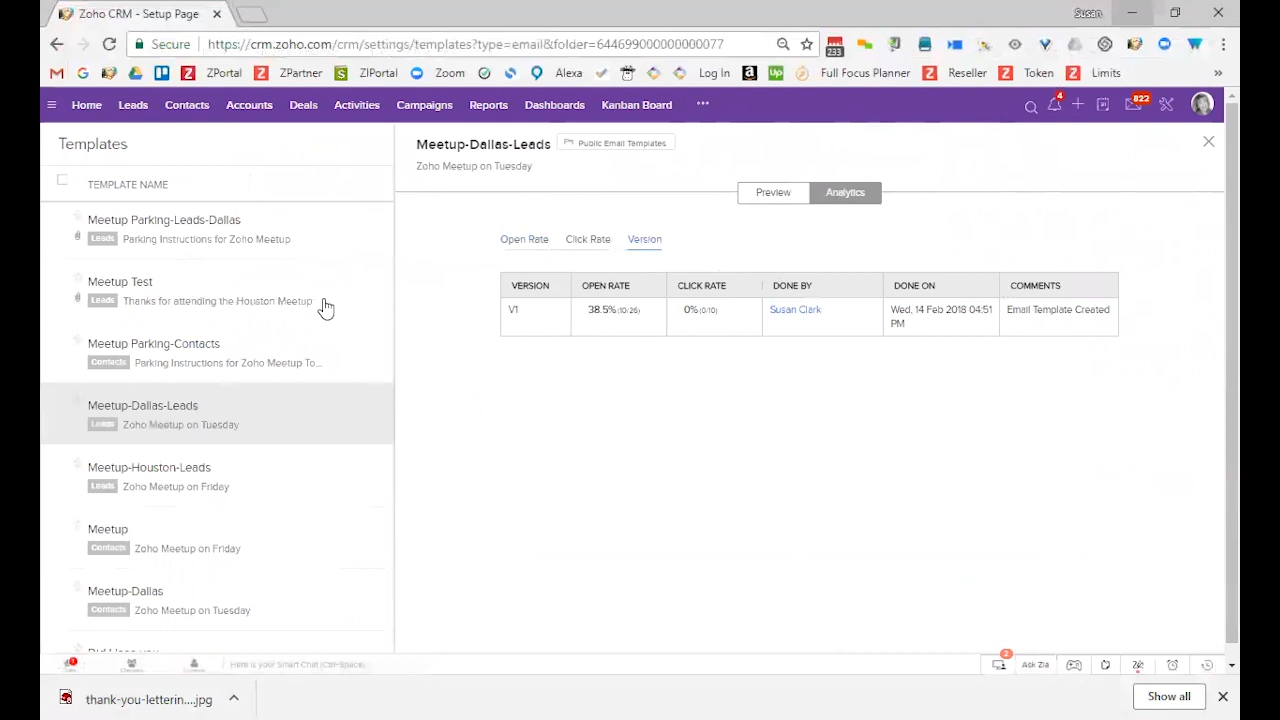 Zoho CRM - Setup Page
Susan
Secure
https://crm.zoho.com/crm/settings/templates?type=email&folder=644699000000000077
233
ZPortal
ZPartner
ZIPortal
Zoom
Alexa
Log In
Full Focus Planner
Reseller
Token
Limits
»
Home
Leads
Contacts
Accounts
Deals
Activities
Campaigns
Reports
Dashboards
Kanban Board
4
822
Templates
TEMPLATE NAME
Meetup Parking-Leads-Dallas
Leads Parking Instructions for Zoho Meetup
Meetup Test
Leads Thanks for attending the Houston Meetup
Meetup Parking-Contacts
Contacts Parking Instructions for Zoho Meetup To...
Meetup-Dallas-Leads
Leads Zoho Meetup on Tuesday
Meetup-Houston-Leads
Leads Zoho Meetup on Friday
Meetup
Contacts Zoho Meetup on Friday
Meetup-Dallas
Contacts Zoho Meetup on Tuesday
Meetup-Dallas-Leads
Public Email Templates
Zoho Meetup on Tuesday
Preview
Analytics
Open Rate
Click Rate
Version
VERSION OPEN RATE CLICK RATE DONE BY DONE ON COMMENTS
V1 38.5% (10/26) 0% (0/10) Susan Clark Wed, 14 Feb 2018 04:51 Email Template Created
PM
Here is your Smart Chat (Ctrl+Space)
2
Ask Zia
thank-you-letterin....jpg
Show all